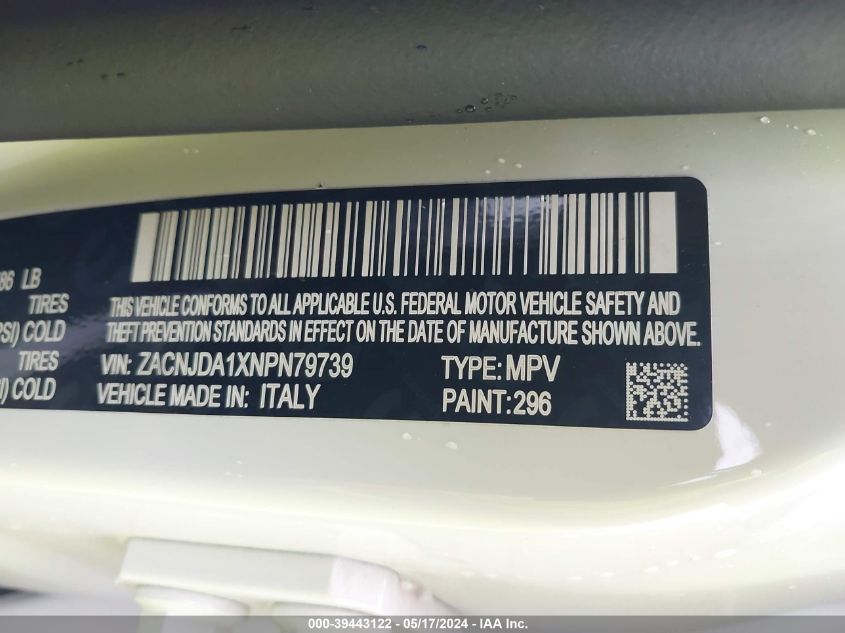 86 LB
TIRES
PSI) COLD
TIRES
SI) COLD
THIS VEHICLE CONFORMS TO ALL APPLICABLE U.S. FEDERAL MOTOR VEHICLE SAFETY AND
THEFT PREVENTION STANDARDS IN EFFECT ON THE DATE OF MANUFACTURE SHOWN ABOVE.
VIN: ZACNJDA1XNPN79739 TYPE: MPV
VEHICLE MADE IN: ITALY PAINT:296
000-39443122 - 05/17/2024 - IAA Inc.